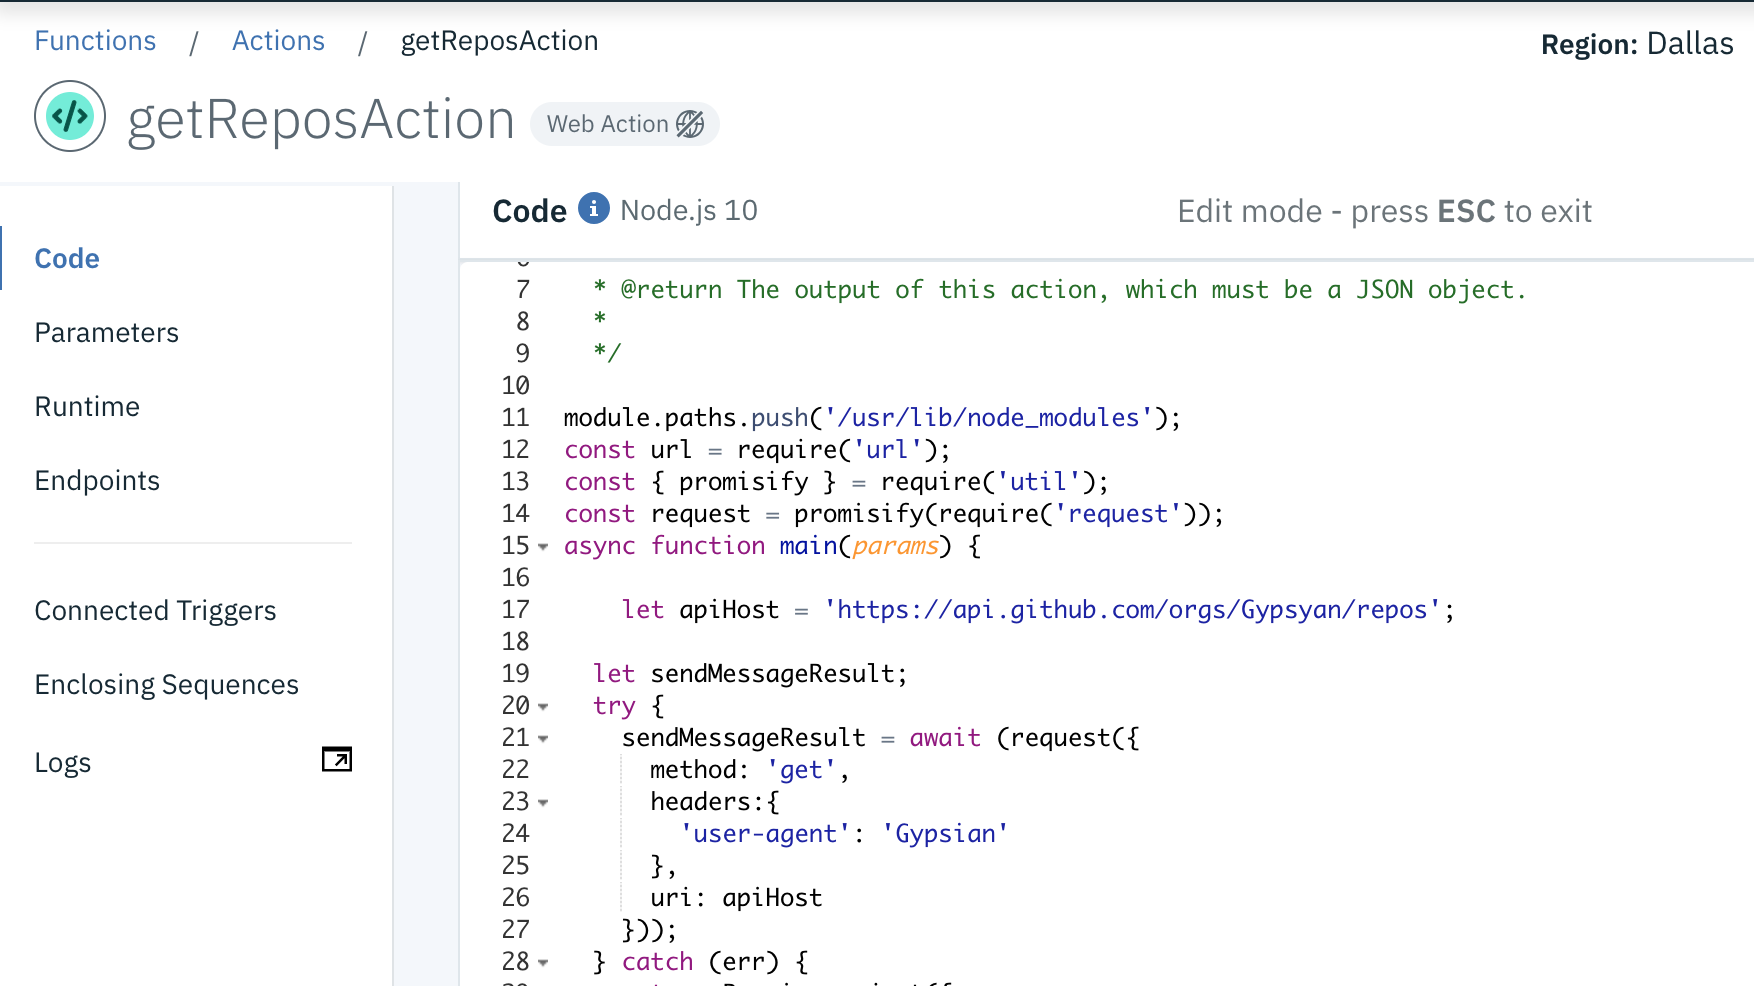 Functions / Actions / getReposAction
Region: Dallas
</> getReposAction Web Action
Code
Parameters
Runtime
Endpoints
Connected Triggers
Enclosing Sequences
Logs
Code i Node.js 10 Edit mode - press ESC to exit
7 * @return The output of this action, which must be a JSON object.
8 *
9 */
10
11 module.paths.push('/usr/lib/node_modules');
12 const url = require('url');
13 const { promisify } = require('util');
14 const request = promisify(require('request'));
15 async function main(params) {
16
17 let apiHost = 'https://api.github.com/orgs/Gypsyan/repos';
18
19 let sendMessageResult;
20 try {
21 sendMessageResult = await (request({
22 method: 'get',
23 headers:{
24 'user-agent': 'Gypsian'
25 },
26 uri: apiHost
27 }));
28 } catch (err) {